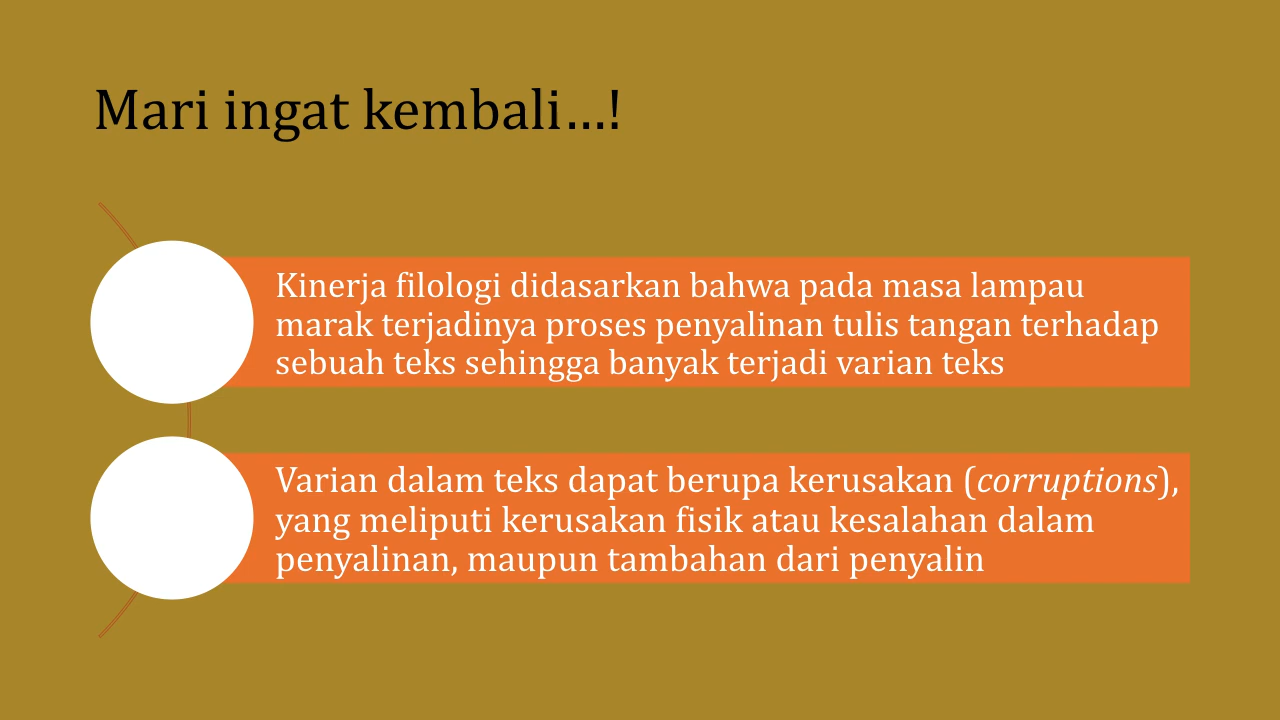 Mari ingat kembali…!
Kinerja filologi didasarkan bahwa pada masa lampau
marak terjadinya proses penyalinan tulis tangan terhadap
sebuah teks sehingga banyak terjadi varian teks
Varian dalam teks dapat berupa kerusakan (corruptions),
yang meliputi kerusakan fisik atau kesalahan dalam
penyalinan, maupun tambahan dari penyalin